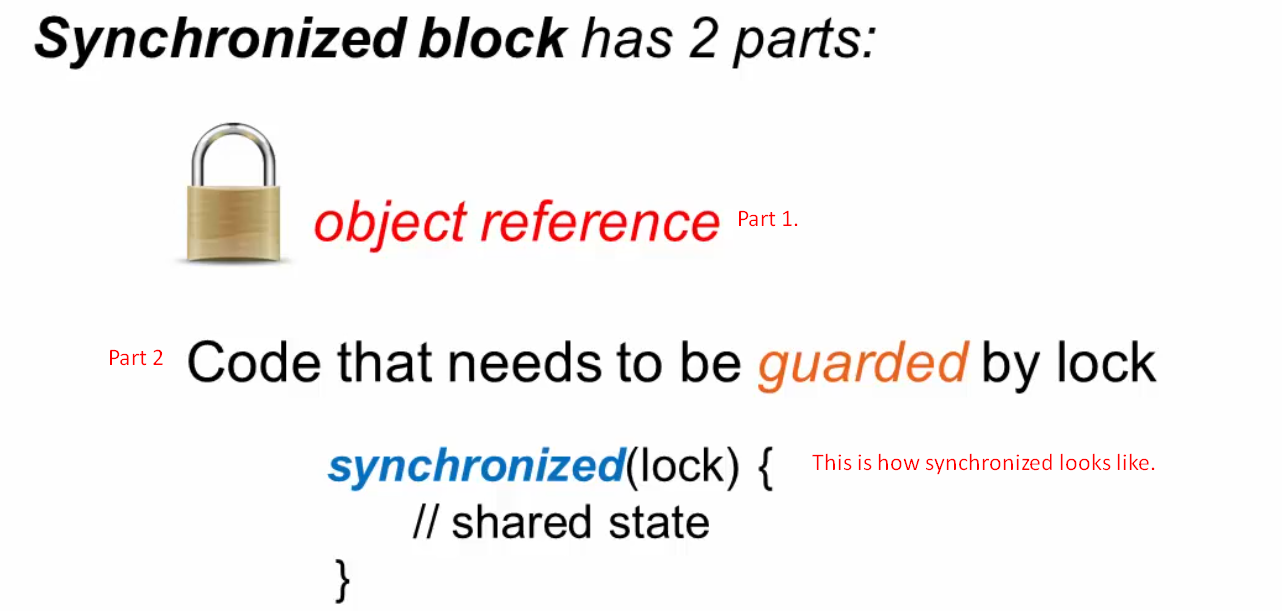 Synchronized block has 2 parts:
object reference Part 1.
Part 2 Code that needs to be guarded by lock
synchronized(lock) { This is how synchronized looks like.
// shared state
}